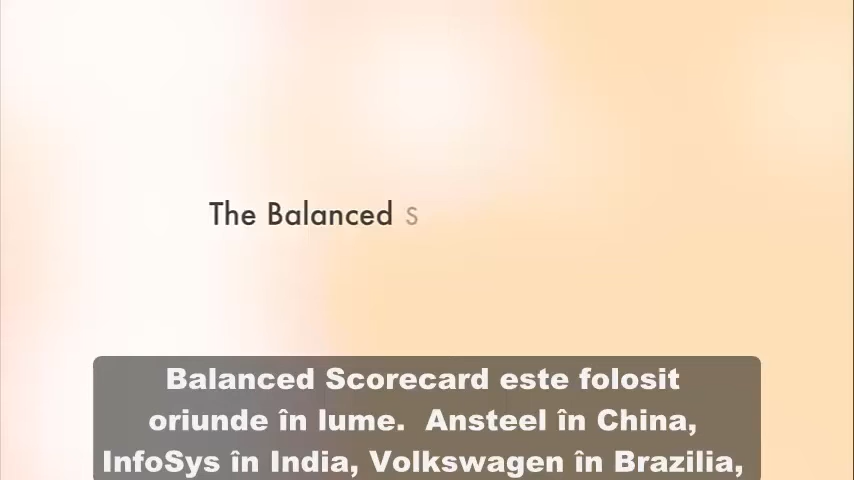 The Balanced S
Balanced Scorecard este folosit
oriunde în lume.  Ansteel în China,
InfoSys în India, Volkswagen în Brazilia,